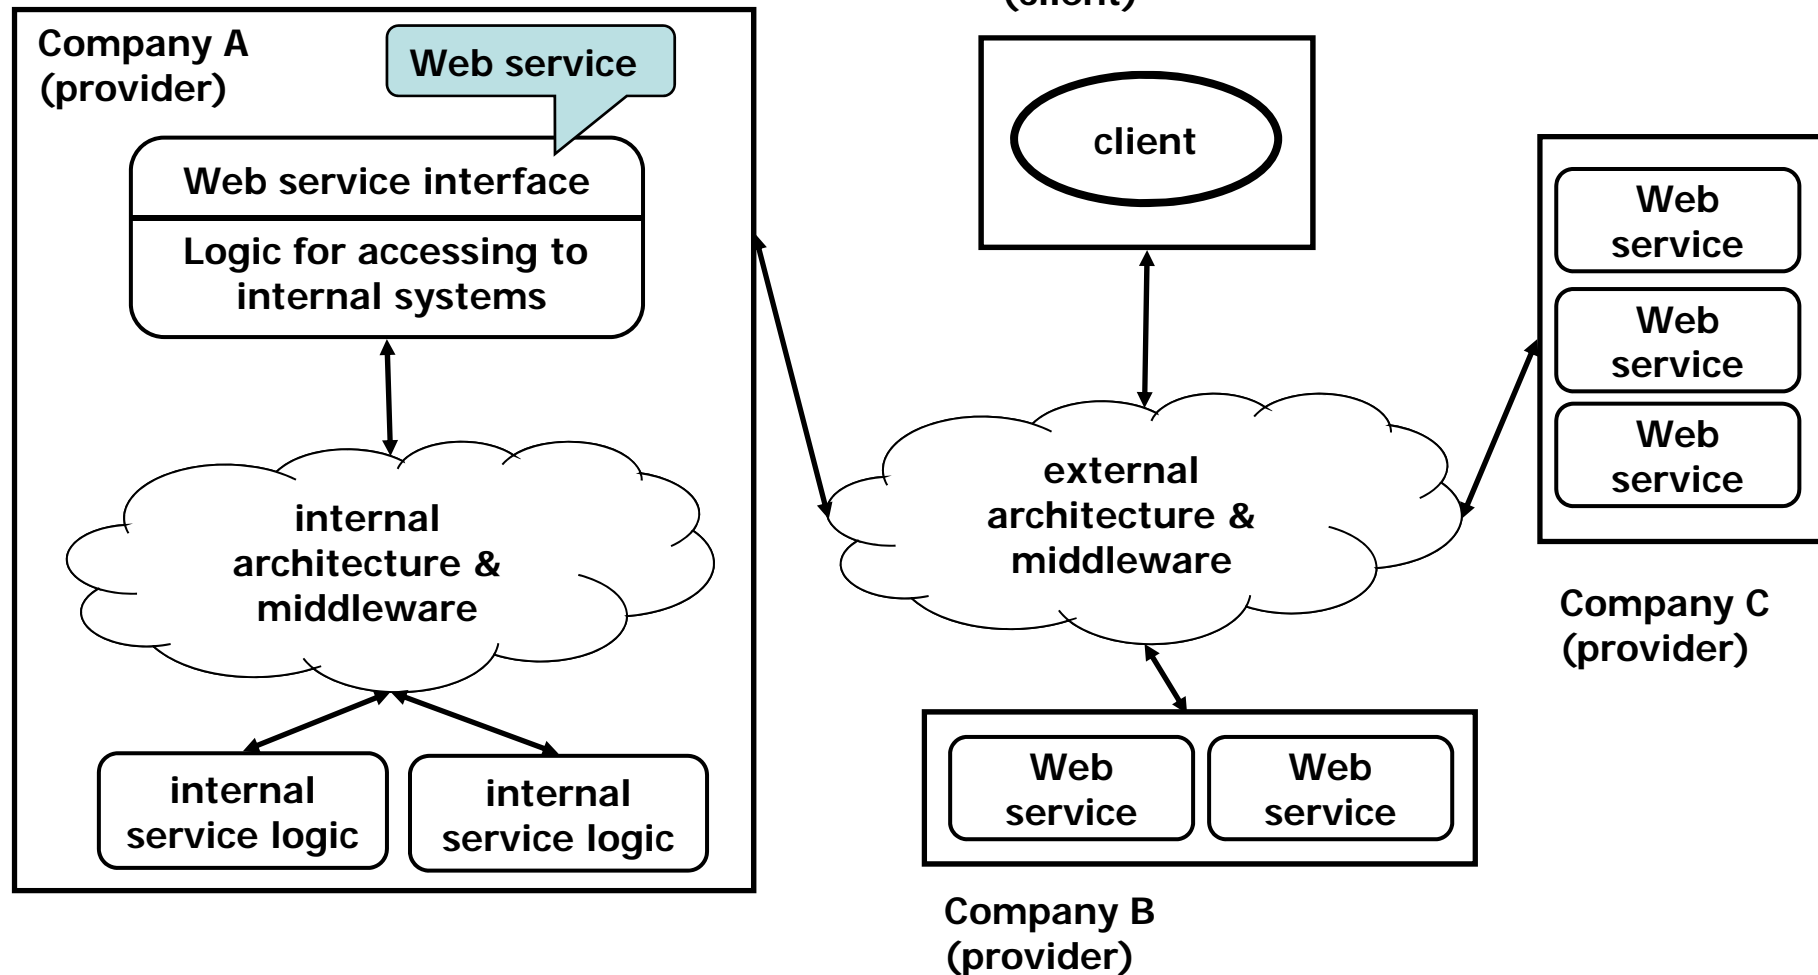 (client)
Company A
(provider)
Web service
Web service interface
Logic for accessing to
internal systems
internal
architecture &
middleware
internal
service logic
internal
service logic
client
external
architecture &
middleware
Web
service
Web
service
Web
service
Company C
(provider)
Web
service
Web
service
Company B
(provider)